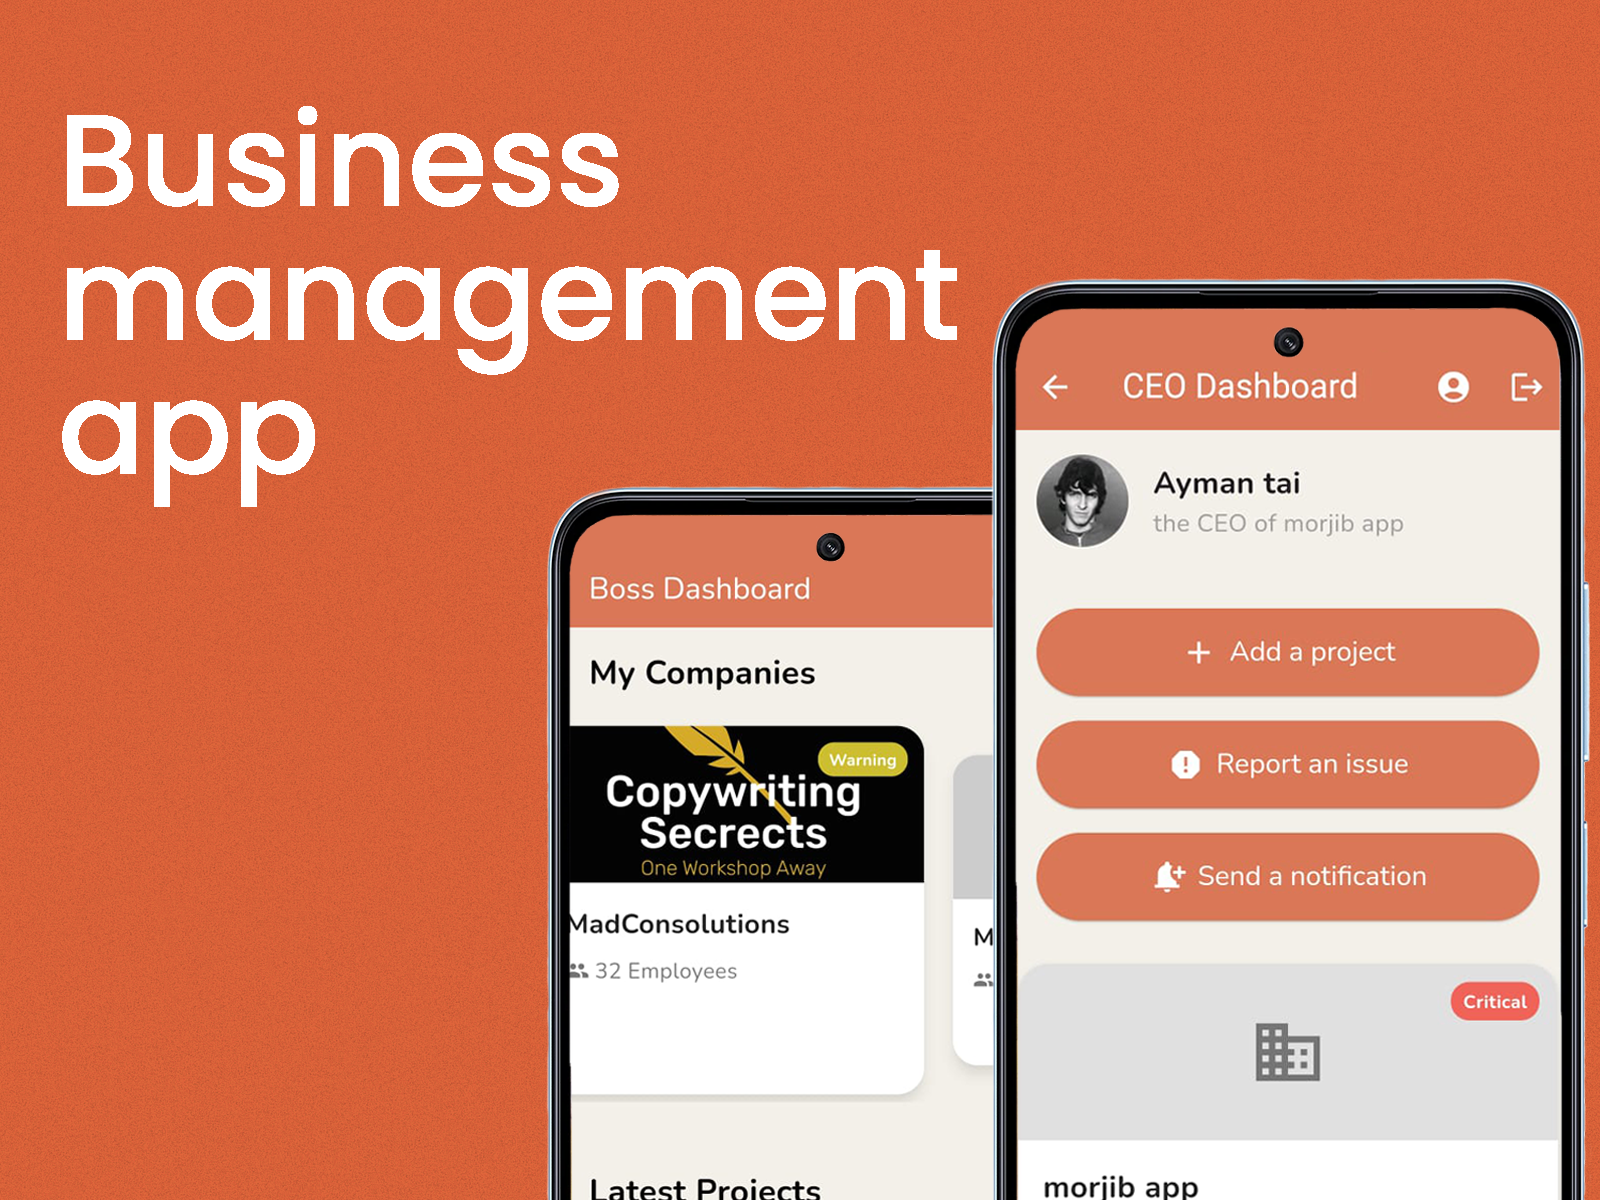 Business
management
app
CEO Dashboard
Ayman tai
the CEO of morjib app
Add a project
Report an issue
Send a notification
Critical
morjib app
Boss Dashboard
My Companies
Warning
Copywriting
Secrects
One Workshop Away
MadConsolutions
32 Employees
M
Latest Projects